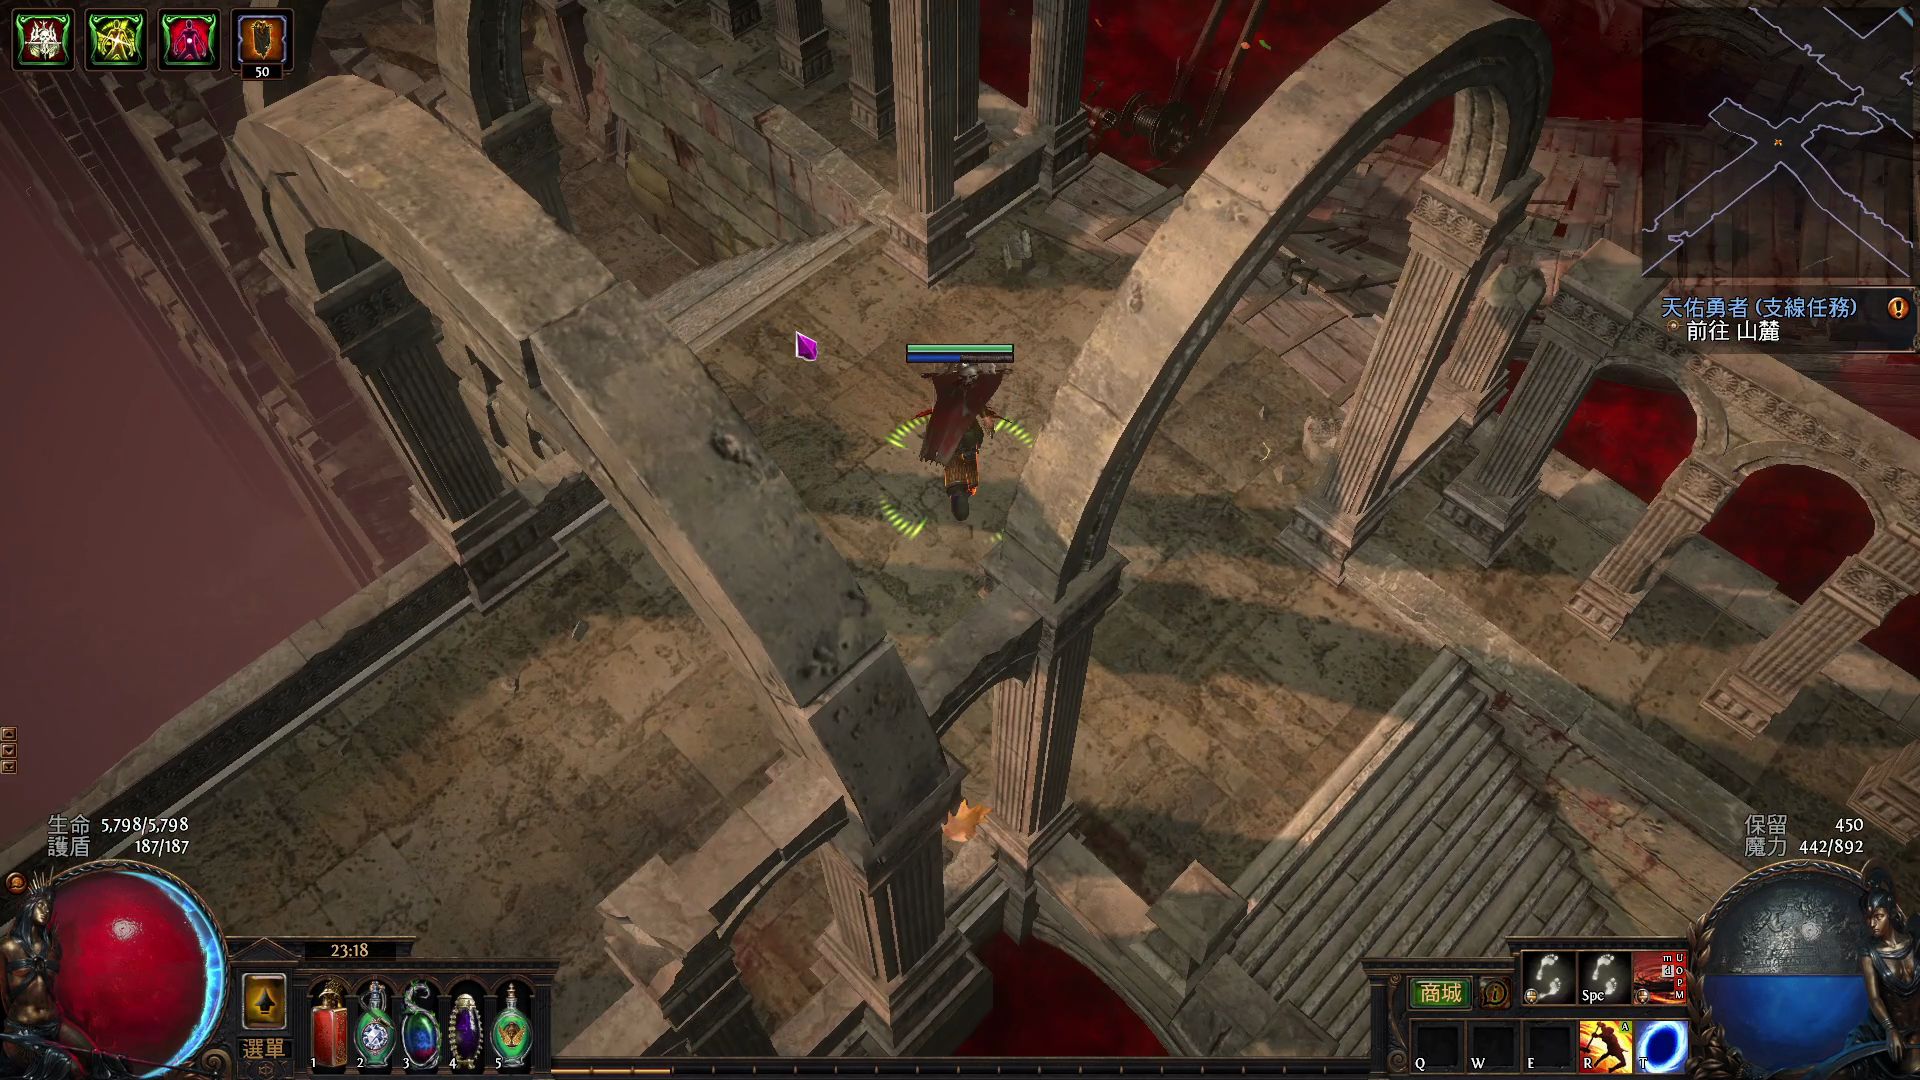 50
天佑勇者 (支線任務)
前往 山麓
生命 5,798/5,798
護盾 187/187
保留 450
魔力 442/892
23:18
選單
1
2
3
4
5
商城
Spc
m U
d O
P
M
Q
W
E
R
A
T